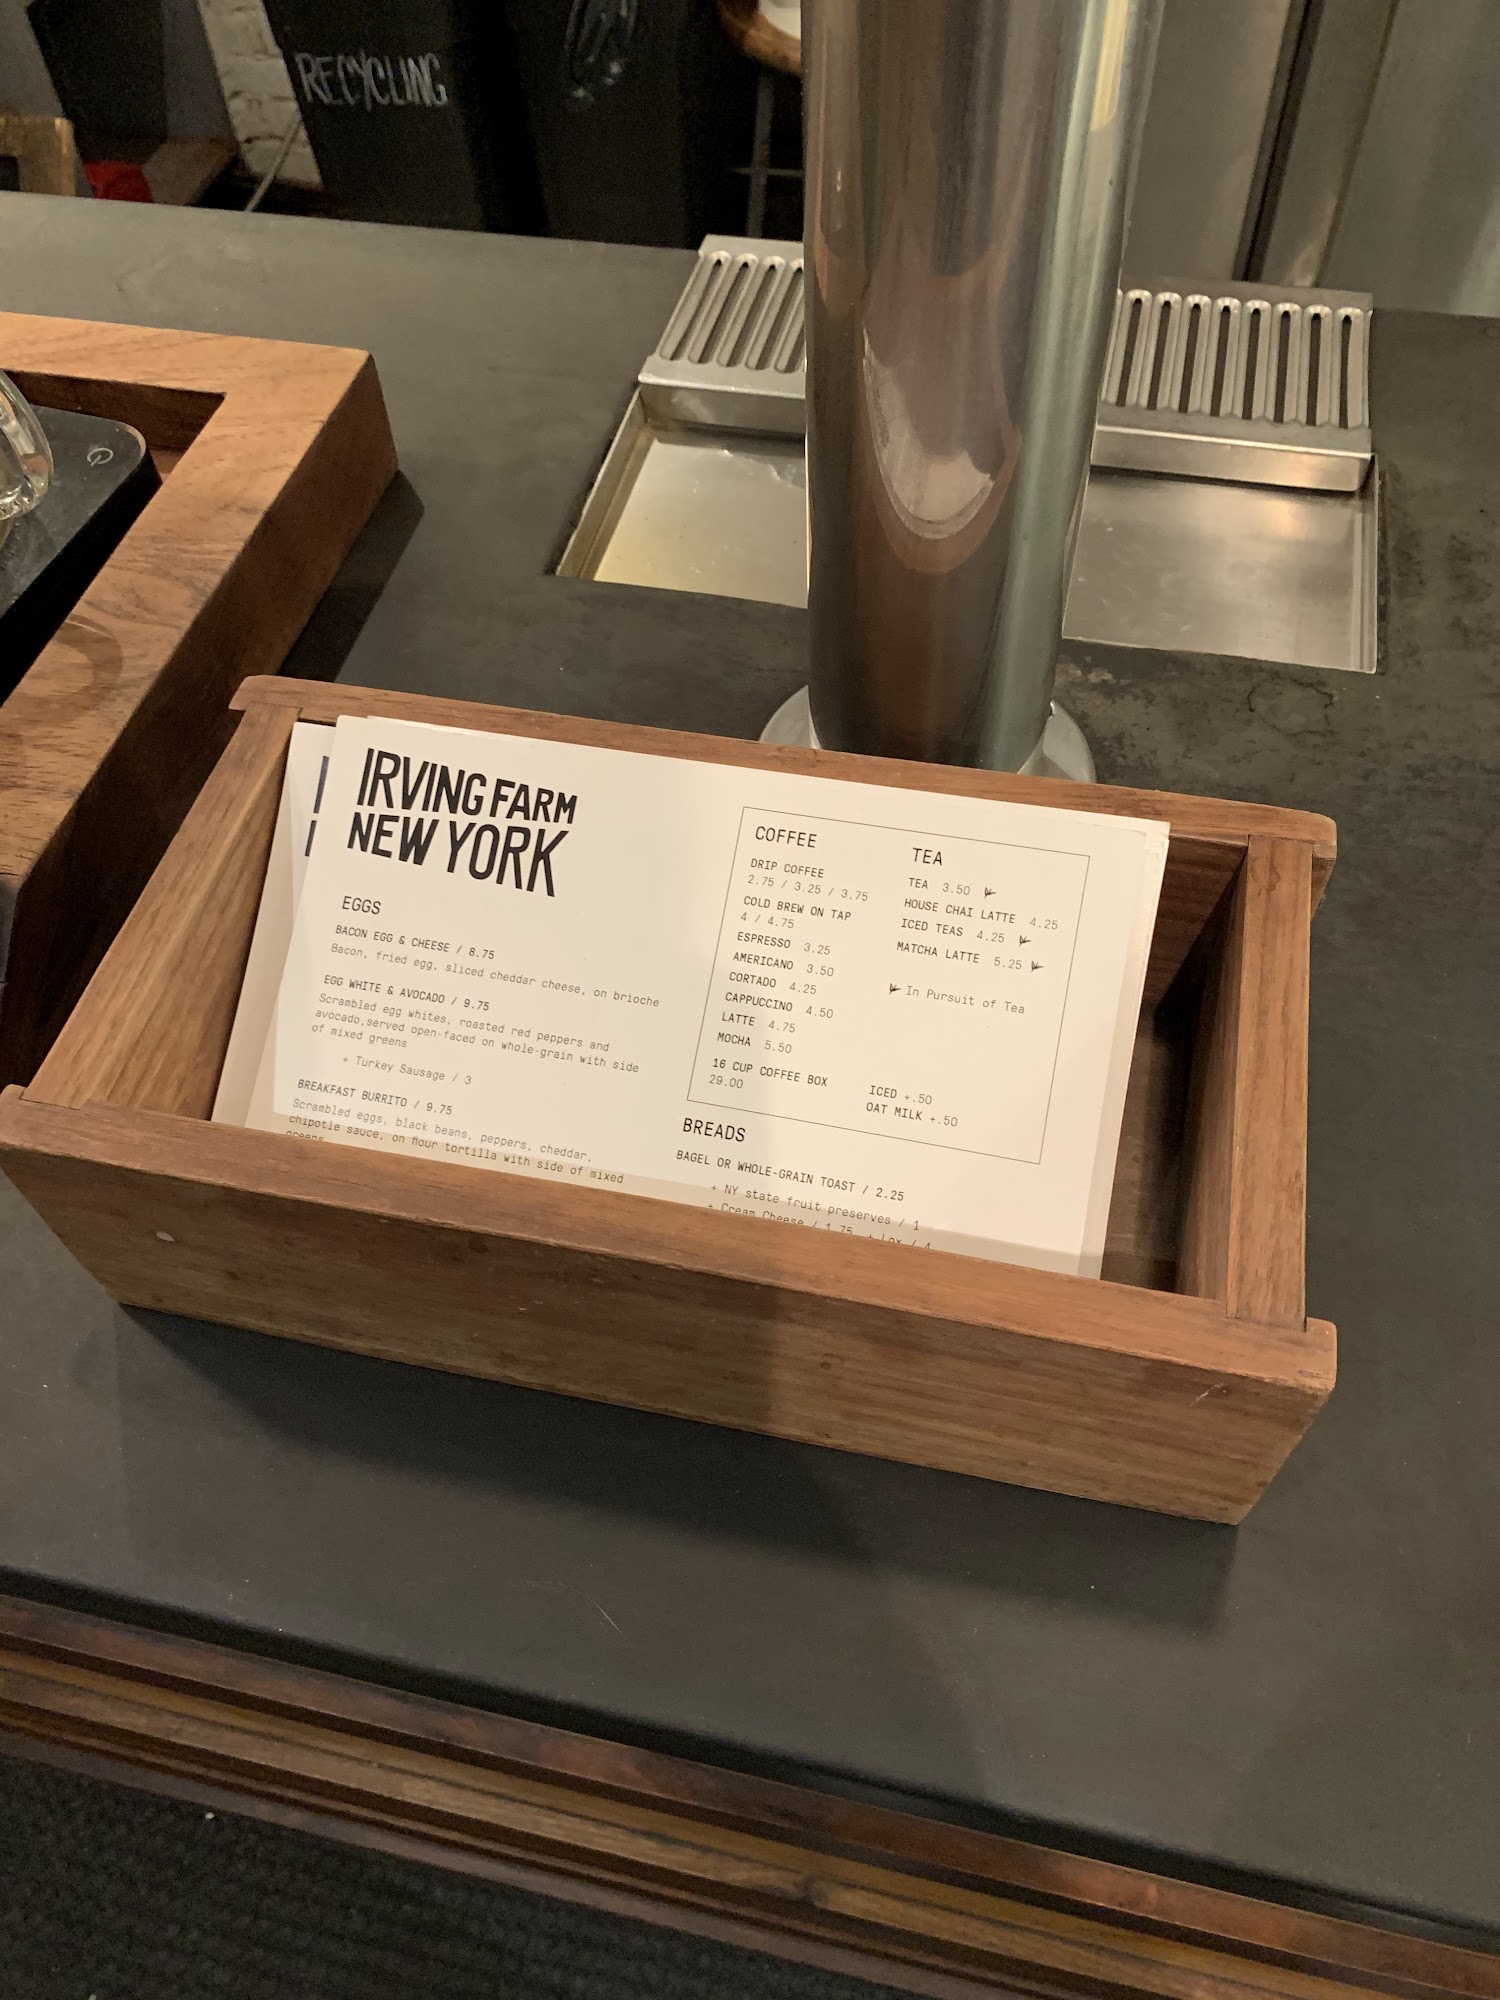 RECYCLING
IRVING FARM
NEW YORK
EGGS
BACON EGG & CHEESE / 8.75
Bacon, fried egg, sliced cheddar cheese, on brioche
EGG WHITE & AVOCADO / 9.75
Scrambled egg whites, roasted red peppers and
avocado,served open-faced on whole-grain with side
of mixed greens
+ Turkey Sausage / 3
BREAKFAST BURRITO / 9.75
Scrambled eggs, black beans, peppers, cheddar,
chipotle sauce, on flour tortilla with side of mixed
greens
COFFEE
DRIP COFFEE
2.75 / 3.25 / 3.75
COLD BREW ON TAP
4 / 4.75
ESPRESSO 3.25
AMERICANO 3.50
CORTADO 4.25
CAPPUCCINO 4.50
LATTE 4.75
MOCHA 5.50
16 CUP COFFEE BOX
29.00
TEA
TEA 3.50
HOUSE CHAI LATTE 4.25
ICED TEAS 4.25
MATCHA LATTE 5.25
In Pursuit of Tea
ICED +.50
OAT MILK +.50
BREADS
BAGEL OR WHOLE-GRAIN TOAST / 2.25
+ NY state fruit preserves / 1
+ Cream Cheese / 1.75, + Lox / 4